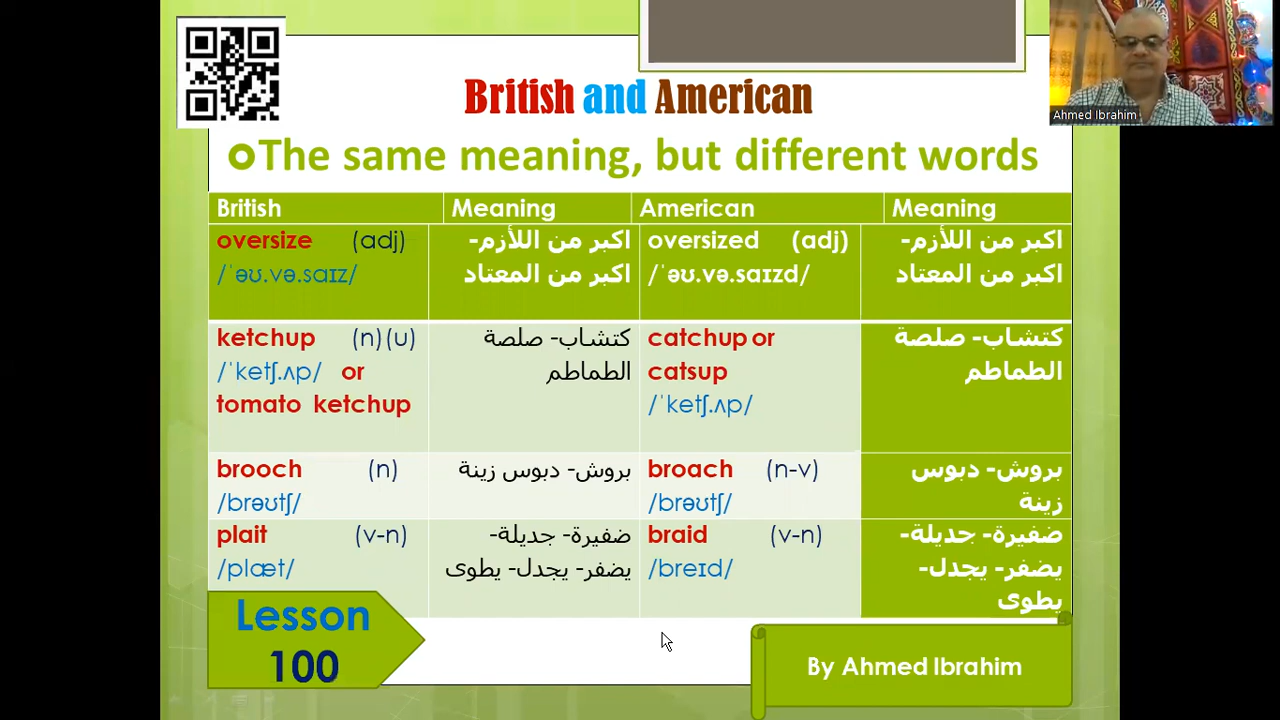 Ahmed Ibrahim
British and American
The same meaning, but different words
British Meaning American Meaning
oversize (adj)
/ˈəʊ.və.saɪz/
اكبر من اللأزم-
اكبر من المعتاد
oversized (adj)
/ˈəʊ.və.saɪzd/
اكبر من اللأزم-
اكبر من المعتاد
ketchup (n)(u)
/ˈketʃ.ʌp/ or
tomato ketchup
كتشاب- صلصة
الطماطم
catchup or
catsup
/ˈketʃ.ʌp/
كتشاب- صلصة
الطماطم
brooch (n)
/brəʊtʃ/
بروش- دبوس زينة
broach (n-v)
/brəʊtʃ/
بروش- دبوس
زينة
plait (v-n)
/plæt/
ضفيرة- جديلة-
يضفر- يجدل- يطوى
braid (v-n)
/breɪd/
ضفيرة- جديلة-
يضفر- يجدل-
يطوى
Lesson
100
By Ahmed Ibrahim